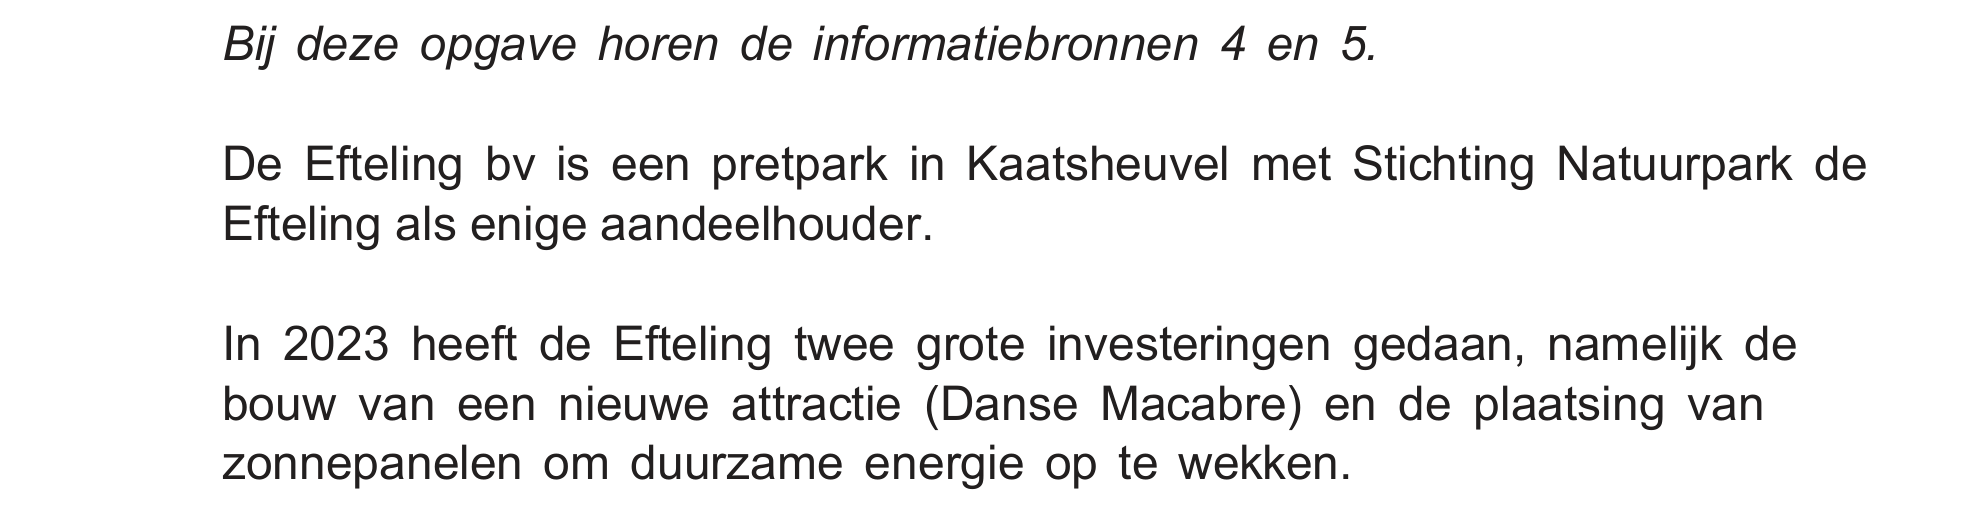 Bij deze opgave horen de informatiebronnen 4 en 5.
De Efteling bv is een pretpark in Kaatsheuvel met Stichting Natuurpark de
Efteling als enige aandeelhouder.
In 2023 heeft de Efteling twee grote investeringen gedaan, namelijk de
bouw van een nieuwe attractie (Danse Macabre) en de plaatsing van
zonnepanelen om duurzame energie op te wekken.